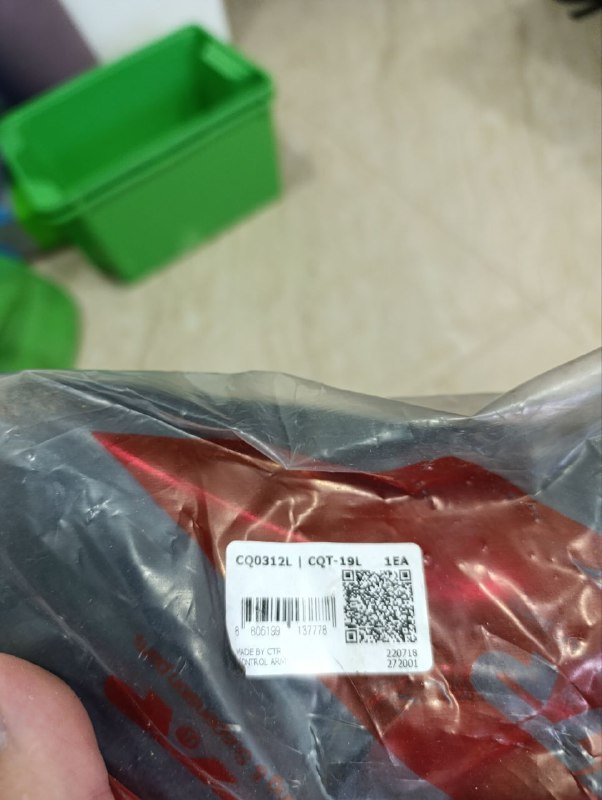 CQ0312L | CQT-19L 1EA
8 806199 137778
MADE BY CTR 220718
CONTROL ARM 272001